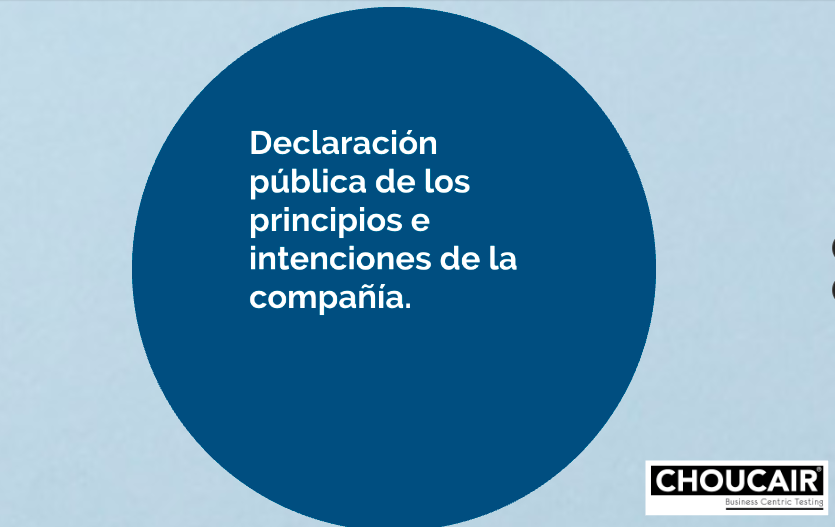 Declaración
pública de los
principios e
intenciones de la
compañía.
CHOUCAIR®
Business Centric Testing